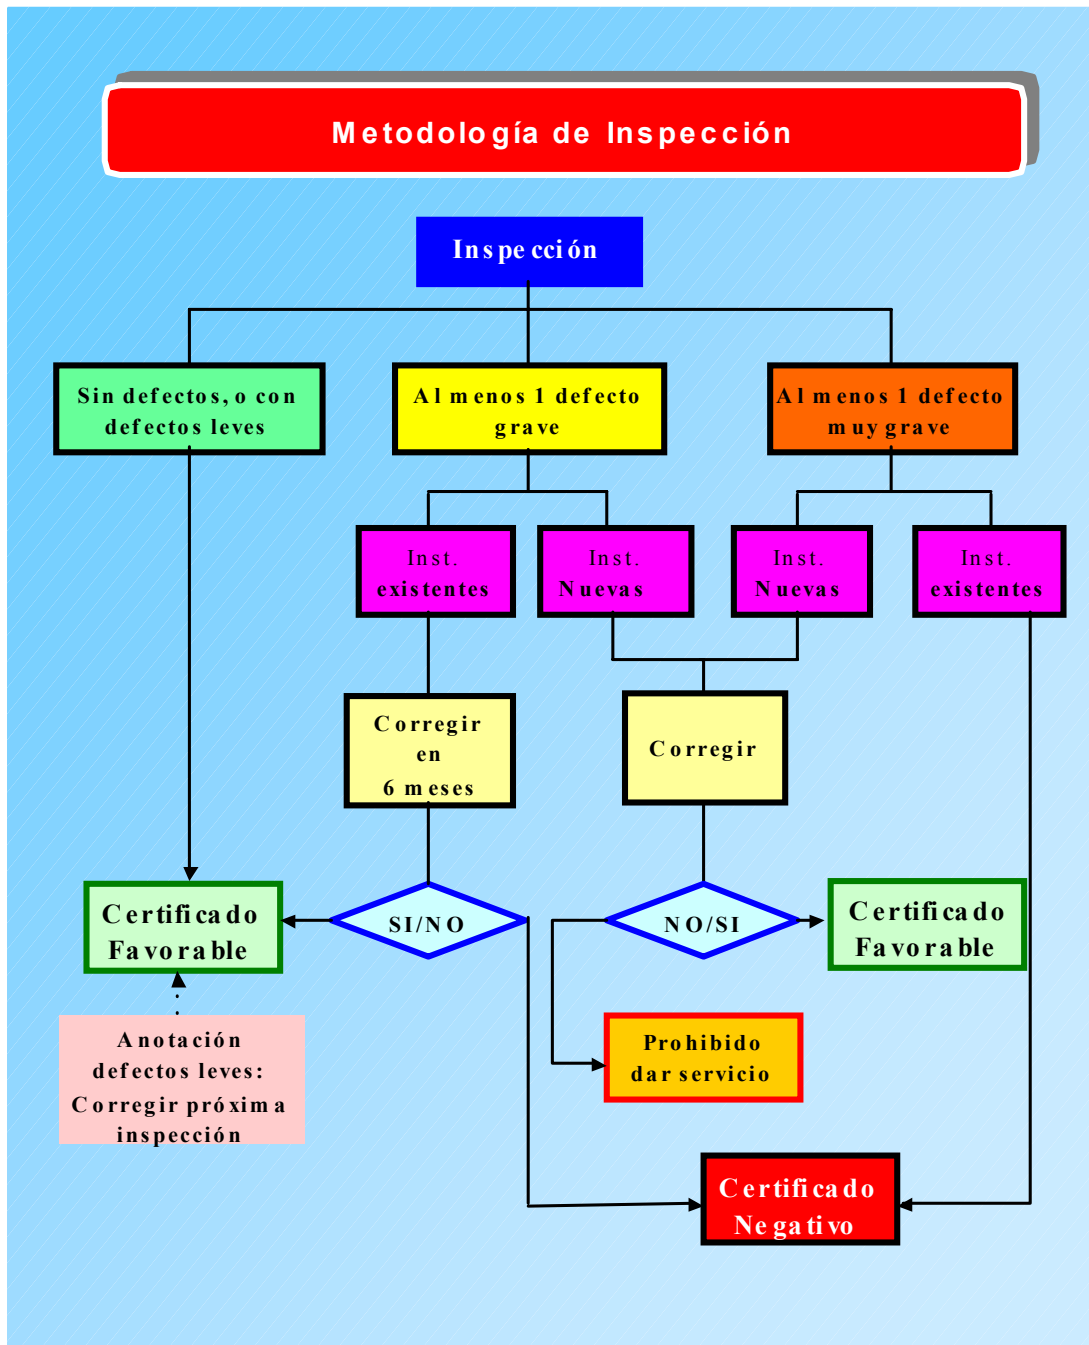 Metodología de Inspección
Inspección
Sin defectos, o con
defectos leves
Al menos 1 defecto
grave
Al menos 1 defecto
muy grave
Inst.
existentes
Inst.
Nuevas
Inst.
Nuevas
Inst.
existentes
Corregir
en
6 meses
Corregir
Certificado
Favorable
SI/NO
NO/SI
Certificado
Favorable
Anotación
defectos leves:
Corregir próxima
inspección
Prohibido
dar servicio
Certificado
Negativo